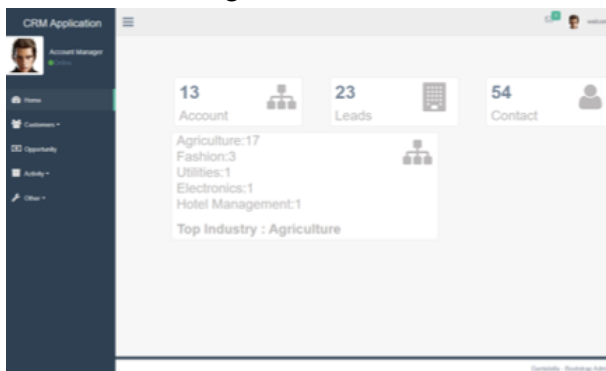 CRM Application
Account Manager
Online
Home
Customers
Opportunity
Activity
Other
13
Account
23
Leads
54
Contact
Agriculture:17
Fashion:3
Utilities:1
Electronics:1
Hotel Management:1
Top Industry : Agriculture